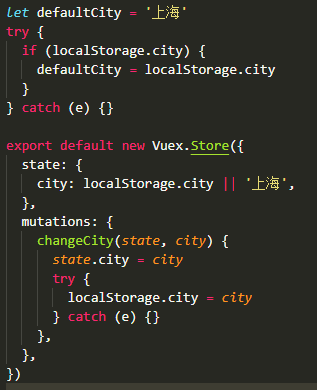 let defaultCity = '上海'
try {
  if (localStorage.city) {
    defaultCity = localStorage.city
  }
} catch (e) {}

export default new Vuex.Store({
  state: {
    city: localStorage.city || '上海',
  },
  mutations: {
    changeCity(state, city) {
      state.city = city
      try {
        localStorage.city = city
      } catch (e) {}
    },
  },
})